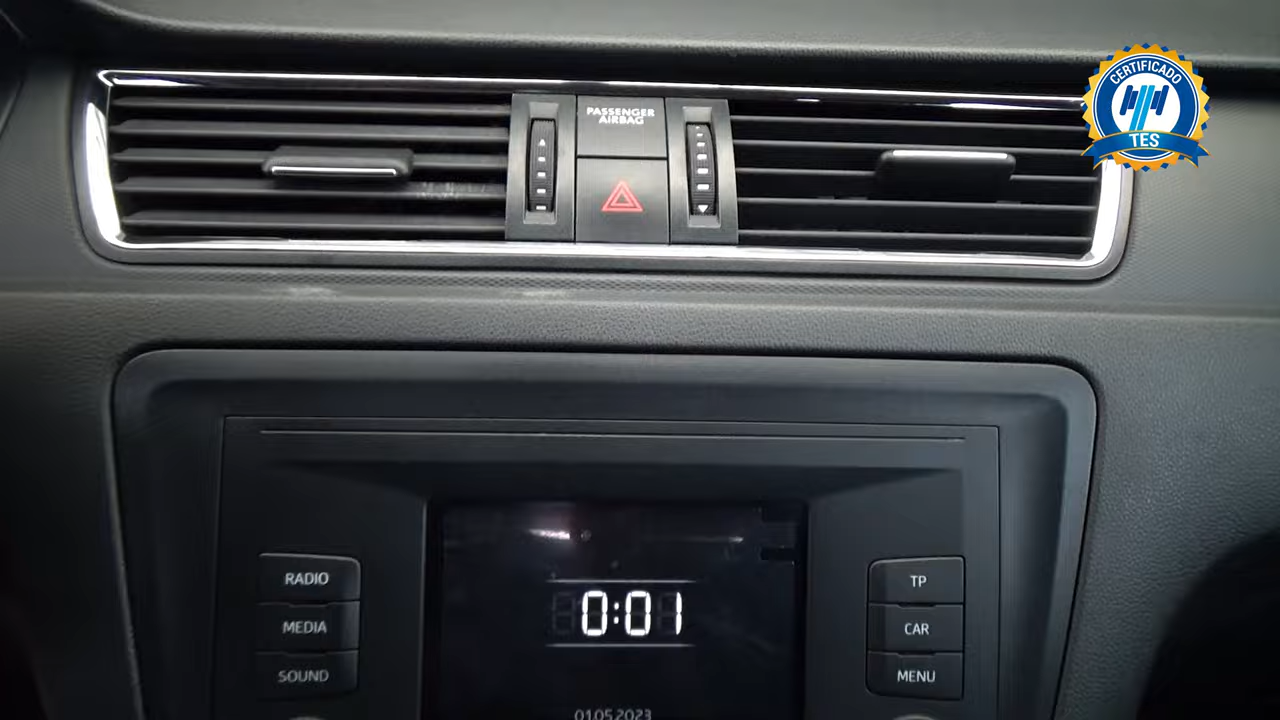 PASSENGER
AIRBAG
CERTIFICADO
TES
RADIO
MEDIA
SOUND
0:01
01.05.2023
TP
CAR
MENU